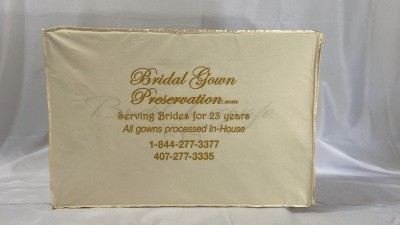 Bridal Gown
Preservation.com
Serving Brides for 23 years
All gowns processed In-House
1-844-277-3377
407-277-3335